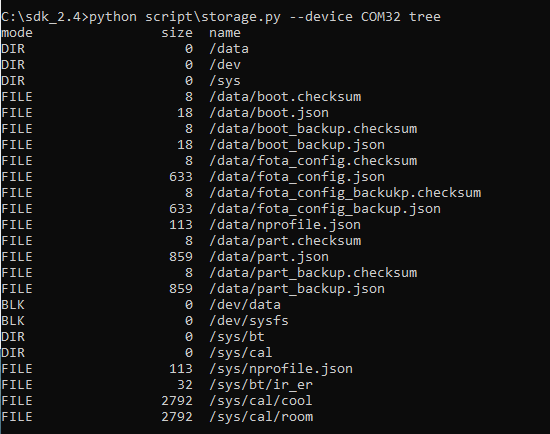 C:\sdk_2.4>python script\storage.py --device COM32 tree
mode                size  name
DIR                    0  /data
DIR                    0  /dev
DIR                    0  /sys
FILE                   8  /data/boot.checksum
FILE                  18  /data/boot.json
FILE                   8  /data/boot_backup.checksum
FILE                  18  /data/boot_backup.json
FILE                   8  /data/fota_config.checksum
FILE                 633  /data/fota_config.json
FILE                   8  /data/fota_config_backukp.checksum
FILE                 633  /data/fota_config_backup.json
FILE                 113  /data/nprofile.json
FILE                   8  /data/part.checksum
FILE                 859  /data/part.json
FILE                   8  /data/part_backup.checksum
FILE                 859  /data/part_backup.json
BLK                    0  /dev/data
BLK                    0  /dev/sysfs
DIR                    0  /sys/bt
DIR                    0  /sys/cal
FILE                 113  /sys/nprofile.json
FILE                  32  /sys/bt/ir_er
FILE                2792  /sys/cal/cool
FILE                2792  /sys/cal/room